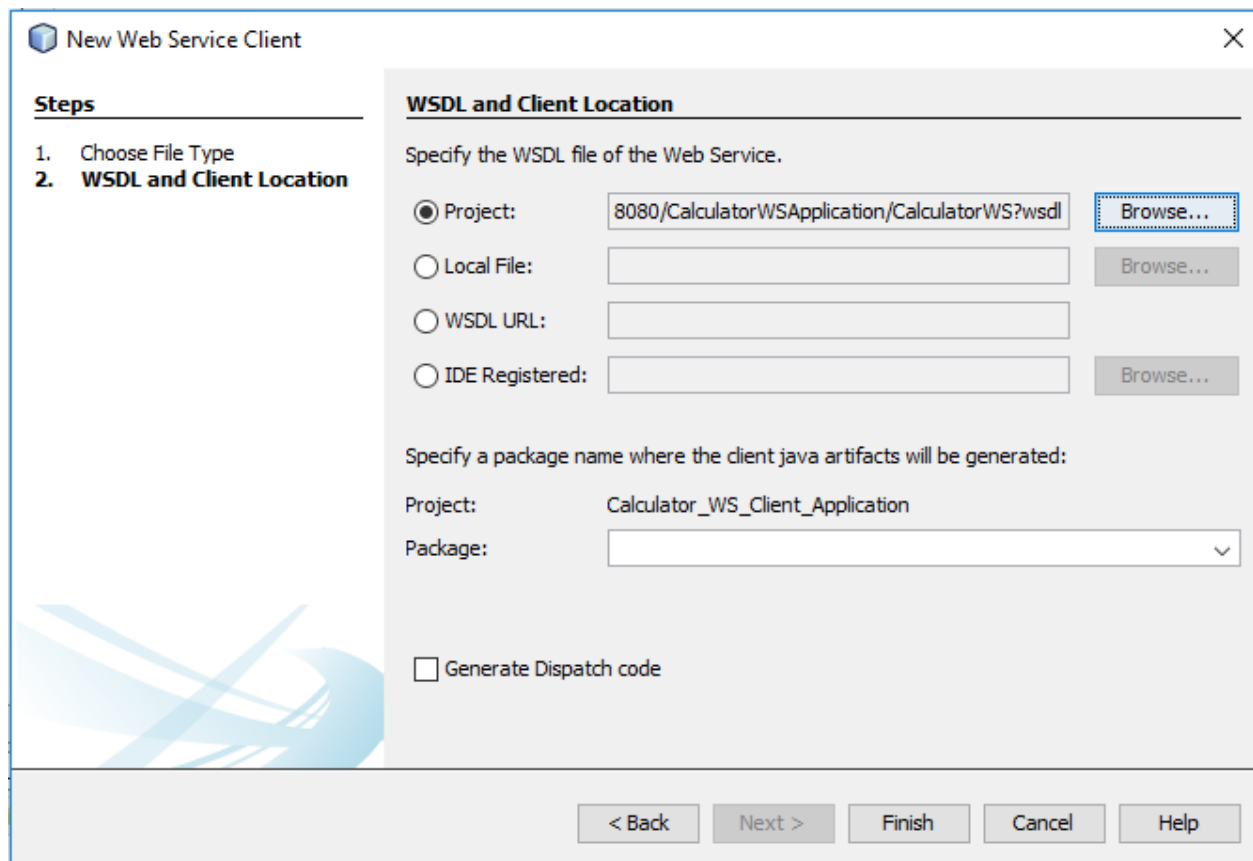 New Web Service Client
Steps
1. Choose File Type
2. WSDL and Client Location
WSDL and Client Location
Specify the WSDL file of the Web Service.
Project: 8080/CalculatorWSApplication/CalculatorWS?wsdl Browse...
Local File: Browse...
WSDL URL:
IDE Registered: Browse...
Specify a package name where the client java artifacts will be generated:
Project: Calculator_WS_Client_Application
Package:
Generate Dispatch code
< Back Next > Finish Cancel Help